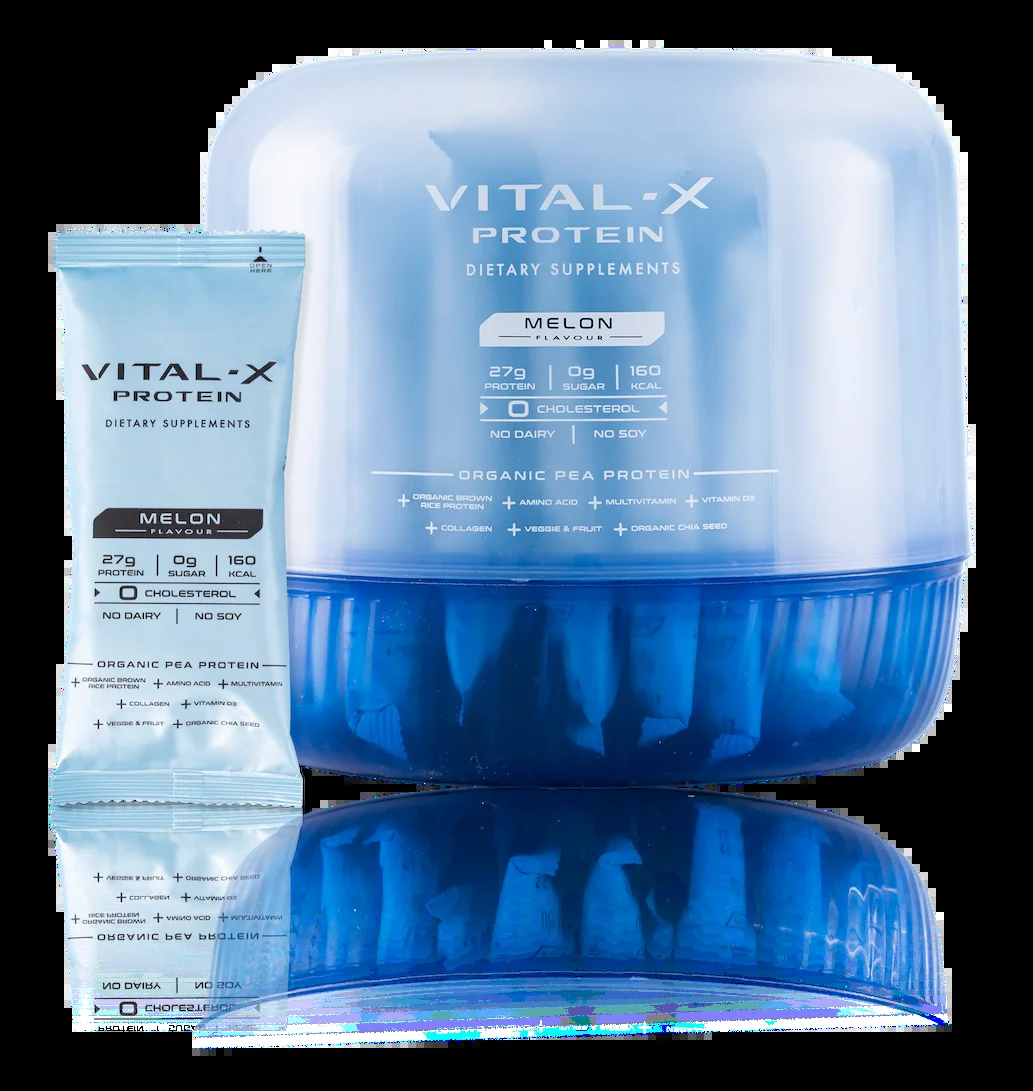 OPEN
HERE
VITAL-X
PROTEIN
DIETARY SUPPLEMENTS
MELON
FLAVOUR
27g PROTEIN | 0g SUGAR | 160 KCAL
0 CHOLESTEROL
NO DAIRY | NO SOY
ORGANIC PEA PROTEIN
+ ORGANIC BROWN RICE PROTEIN + AMINO ACID + MULTIVITAMIN
+ COLLAGEN + VITAMIN D3
+ VEGGIE & FRUIT + ORGANIC CHIA SEED
VITAL-X
PROTEIN
DIETARY SUPPLEMENTS
MELON
FLAVOUR
27g PROTEIN | 0g SUGAR | 160 KCAL
0 CHOLESTEROL
NO DAIRY | NO SOY
ORGANIC PEA PROTEIN
+ ORGANIC BROWN RICE PROTEIN + AMINO ACID + MULTIVITAMIN + VITAMIN D3
+ COLLAGEN + VEGGIE & FRUIT + ORGANIC CHIA SEED